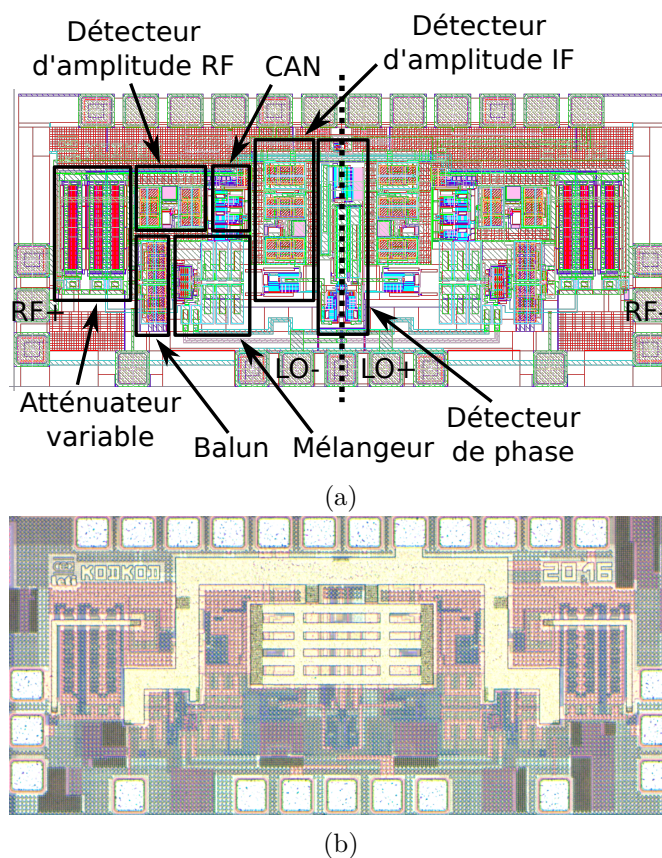 Détecteur
d'amplitude RF
CAN
Détecteur
d'amplitude IF
RF+
RF-
LO-
LO+
Atténuateur
variable
Balun
Mélangeur
Détecteur
de phase
(a)
KODKOD
2016
(b)